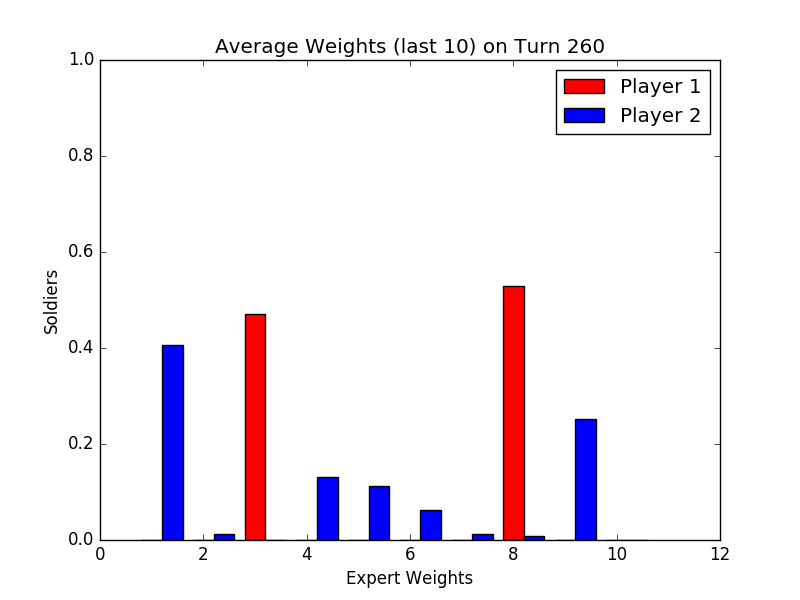 Average Weights (last 10) on Turn 260
1.0
0.8
0.6
0.4
0.2
0.0
Soldiers
Player 1
Player 2
0 2 4 6 8 10 12
Expert Weights